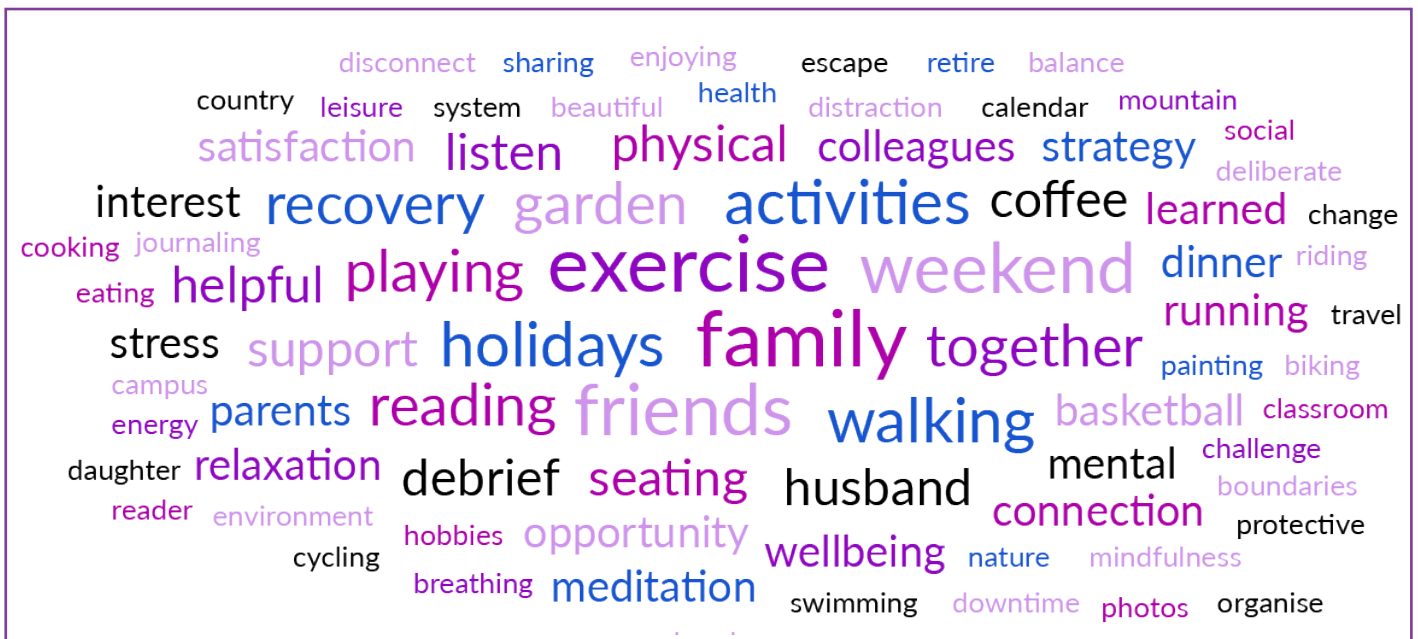 disconnect sharing enjoying escape retire balance
country leisure system beautiful health distraction calendar mountain
satisfaction listen physical colleagues strategy social
deliberate
interest recovery garden activities coffee learned change
cooking journaling
eating helpful playing exercise weekend dinner riding
running travel
stress support holidays family together painting biking
campus
energy parents reading friends walking basketball classroom
daughter relaxation debrief seating husband mental challenge
boundaries
reader environment hobbies opportunity connection protective
cycling wellbeing nature mindfulness
breathing meditation swimming downtime photos organise